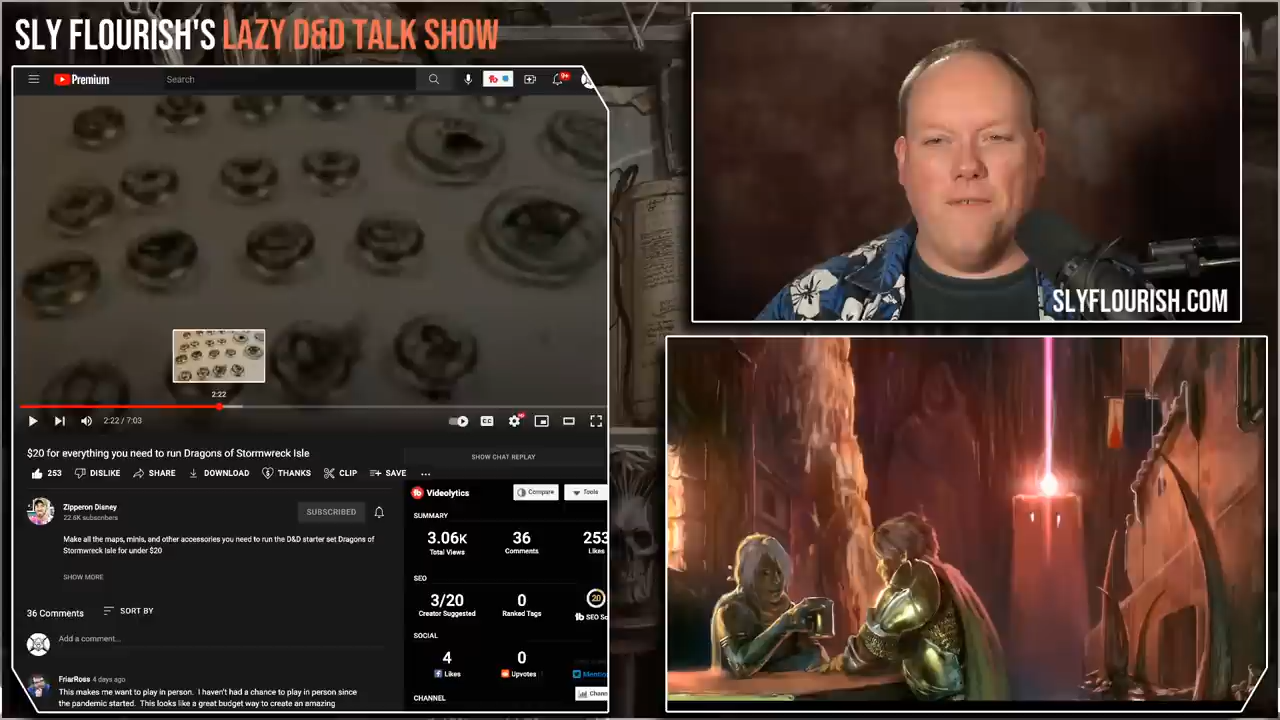 SLY FLOURISH'S LAZY D&D TALK SHOW
Premium
Search
9+
2:22
2:22 / 7:03
CC
HD
$20 for everything you need to run Dragons of Stormwreck Isle
253 DISLIKE SHARE DOWNLOAD THANKS CLIP SAVE ...
Zipperon Disney
22.6K subscribers
SUBSCRIBED
Make all the maps, minis, and other accessories you need to run the D&D starter set Dragons of
Stormwreck Isle for under $20
SHOW MORE
36 Comments SORT BY
Add a comment...
FriarRoss 4 days ago
This makes me want to play in person. I haven't had a chance to play in person since
the pandemic started. This looks like a great budget way to create an amazing
SHOW CHAT REPLAY
Videolytics Compare Tools
SUMMARY
3.06K 36 253
Total Views Comments Likes
SEO
3/20 0 20
Creator Suggested Ranked Tags tb SEO Sc
SOCIAL
4 0
Likes Upvotes Mentio
CHANNEL
Chann
SLYFLOURISH.COM